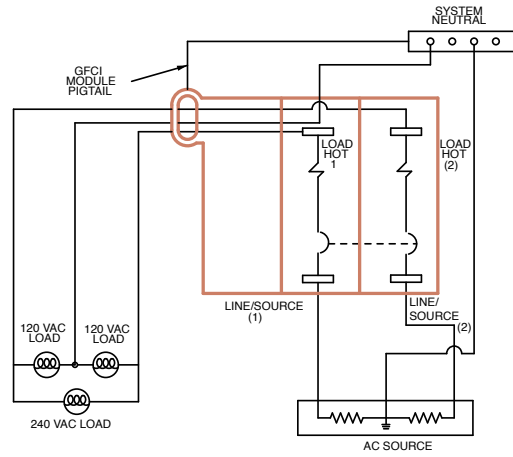 SYSTEM
NEUTRAL
GFCI
MODULE
PIGTAIL
LOAD
HOT
1
LOAD
HOT
(2)
LINE/SOURCE
(1)
LINE/
SOURCE
(2)
120 VAC
LOAD
120 VAC
LOAD
240 VAC LOAD
AC SOURCE